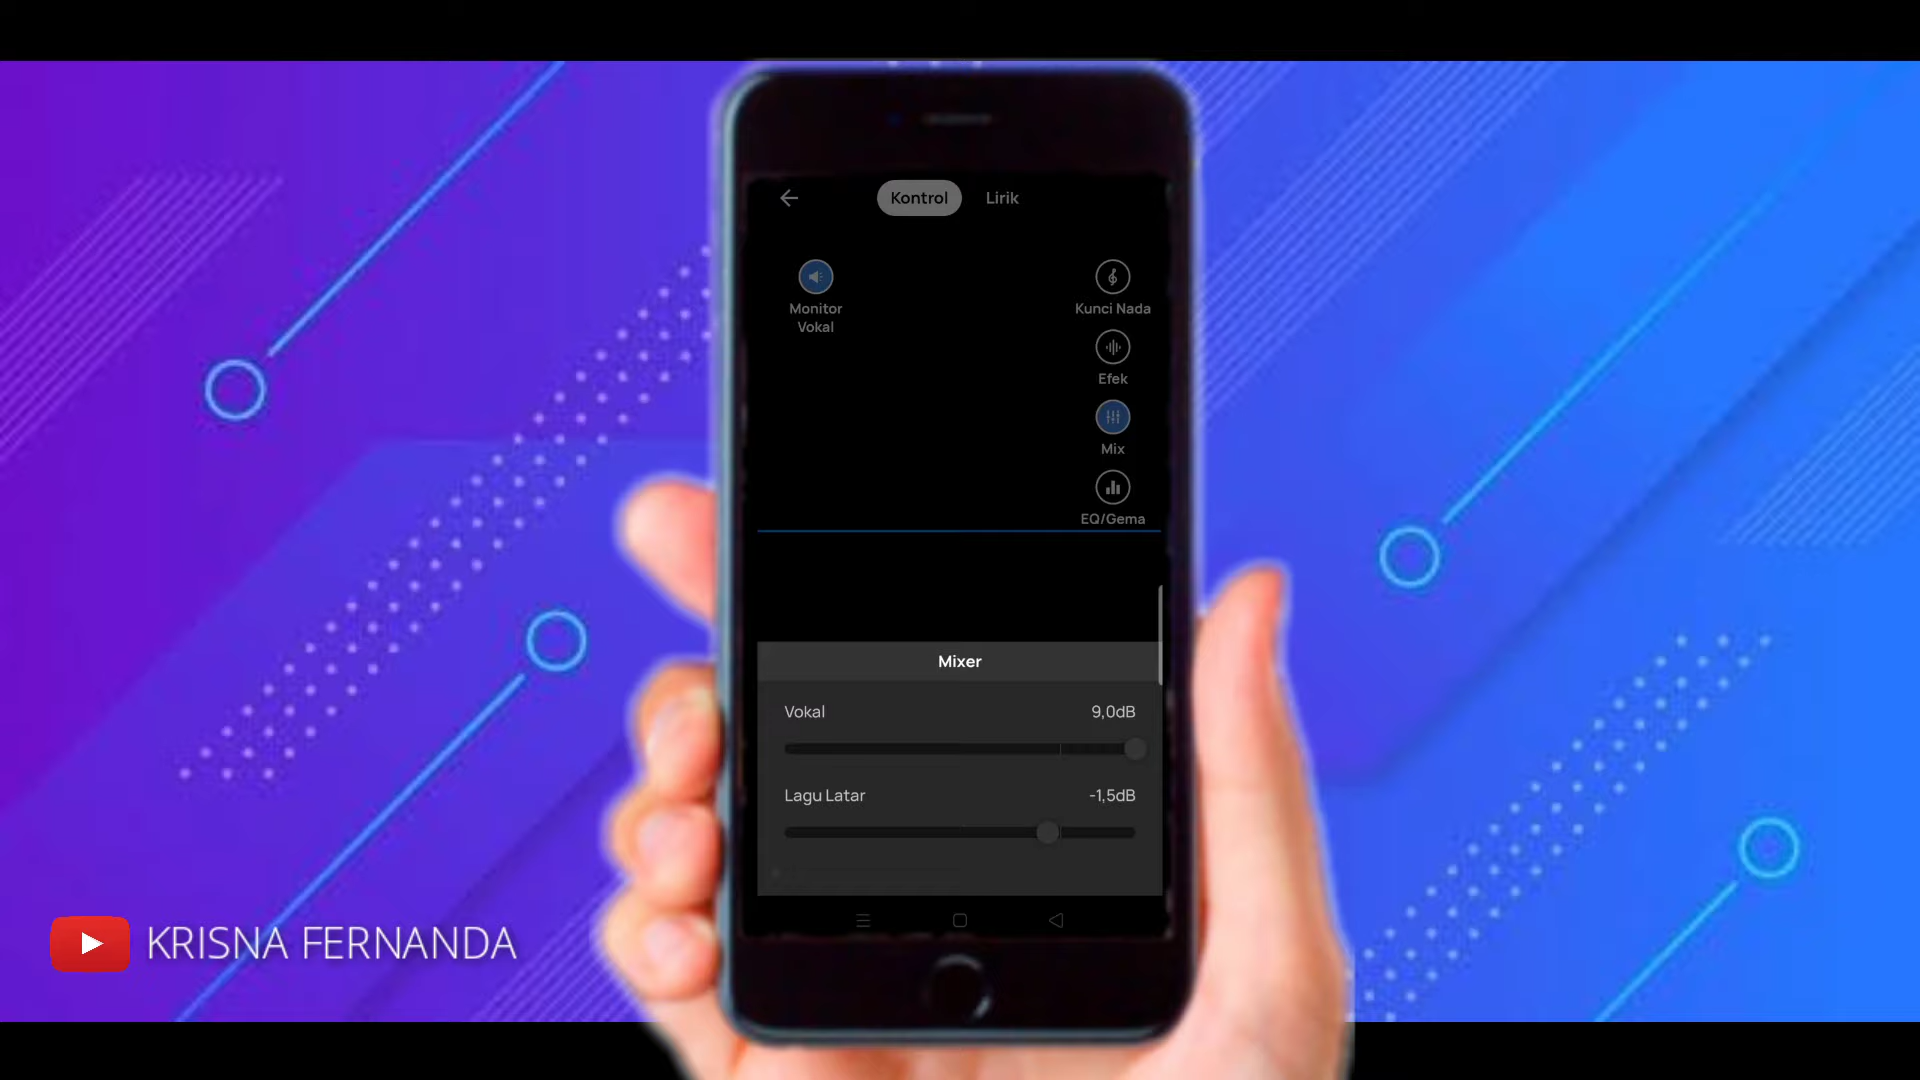 Kontrol
Lirik
Monitor
Vokal
Kunci Nada
Efek
Mix
EQ/Gema
Mixer
Vokal
9,0dB
Lagu Latar
-1,5dB
KRISNA FERNANDA